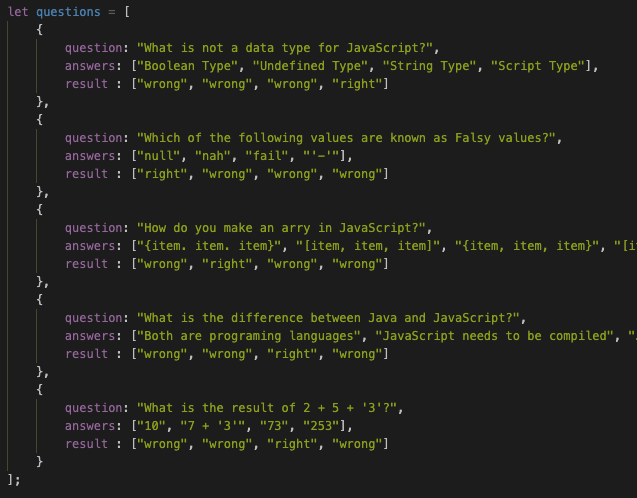 let questions = [
{
question: "What is not a data type for JavaScript?",
answers: ["Boolean Type", "Undefined Type", "String Type", "Script Type"],
result : ["wrong", "wrong", "wrong", "right"]
},
{
question: "Which of the following values are known as Falsy values?",
answers: ["null", "nah", "fail", "'-'"],
result : ["right", "wrong", "wrong", "wrong"]
},
{
question: "How do you make an arry in JavaScript?",
answers: ["{item. item. item}", "[item, item, item]", "{item, item, item}", "[i
result : ["wrong", "right", "wrong", "wrong"]
},
{
question: "What is the difference between Java and JavaScript?",
answers: ["Both are programing languages", "JavaScript needs to be compiled", "
result : ["wrong", "wrong", "right", "wrong"]
},
{
question: "What is the result of 2 + 5 + '3'?",
answers: ["10", "7 + '3'", "73", "253"],
result : ["wrong", "wrong", "right", "wrong"]
}
];